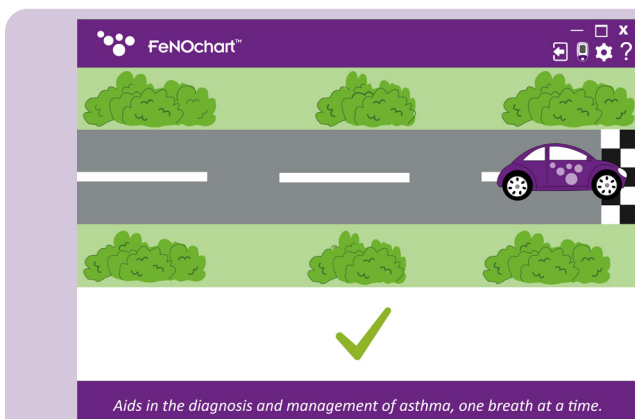 FeNOchart™
Aids in the diagnosis and management of asthma, one breath at a time.